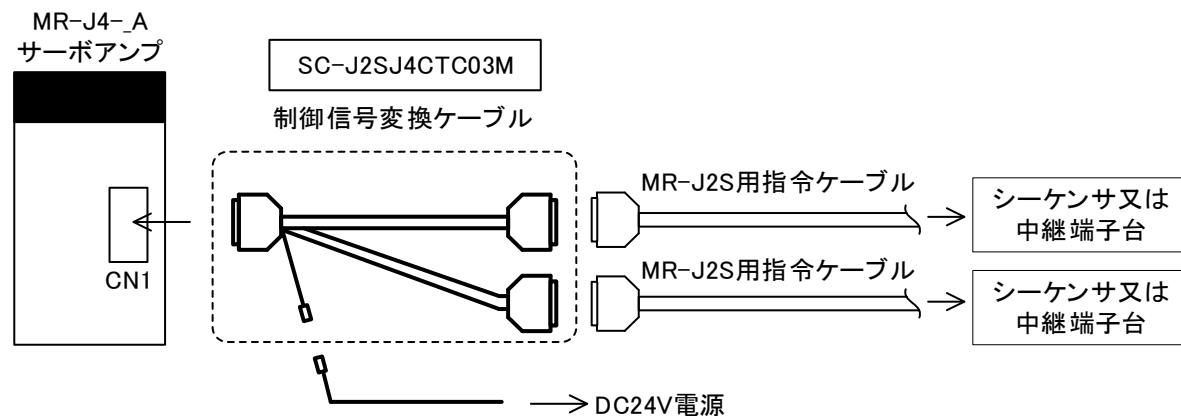 MR-J4-_A
サーボアンプ
SC-J2SJ4CTC03M
制御信号変換ケーブル
CN1
MR-J2S用指令ケーブル
シーケンサ又は
中継端子台
MR-J2S用指令ケーブル
シーケンサ又は
中継端子台
DC24V電源